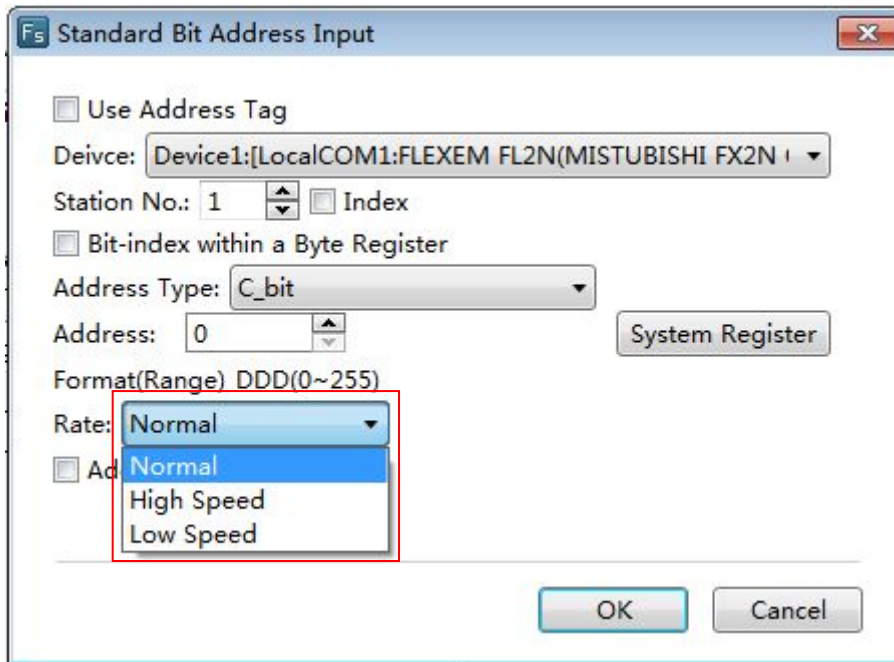 Fs Standard Bit Address Input
Use Address Tag
Deivce: Device1:[LocalCOM1:FLEXEM FL2N(MISTUBISHI FX2N
Station No.: 1 Index
Bit-index within a Byte Register
Address Type: C_bit
Address: 0 System Register
Format(Range) DDD(0~255)
Rate: Normal
Normal
High Speed
Low Speed
OK Cancel